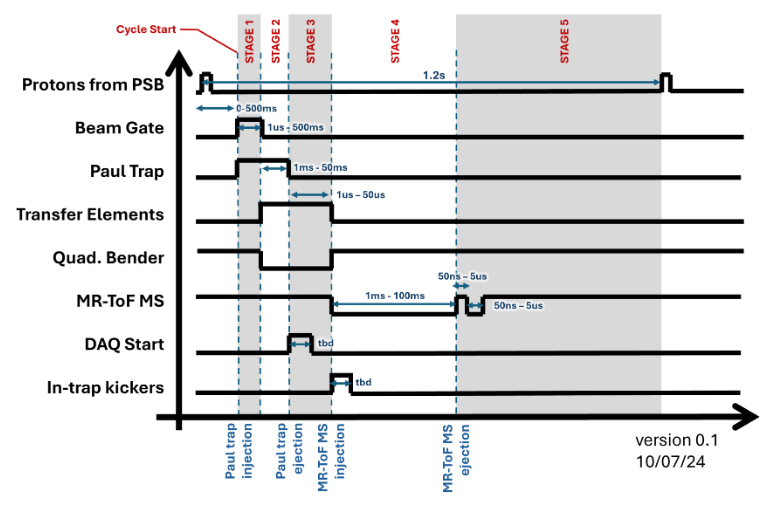 Cycle Start
STAGE 1
STAGE 2
STAGE 3
STAGE 4
STAGE 5
Protons from PSB
1.2s
0-500ms
Beam Gate
1us - 500ms
Paul Trap
1ms - 50ms
1us - 50us
Transfer Elements
Quad. Bender
50ns – 5us
MR-ToF MS
1ms - 100ms
50ns – 5us
DAQ Start
tbd
In-trap kickers
tbd
Paul trap
injection
Paul trap
ejection
MR-ToF MS
injection
MR-ToF MS
ejection
version 0.1
10/07/24